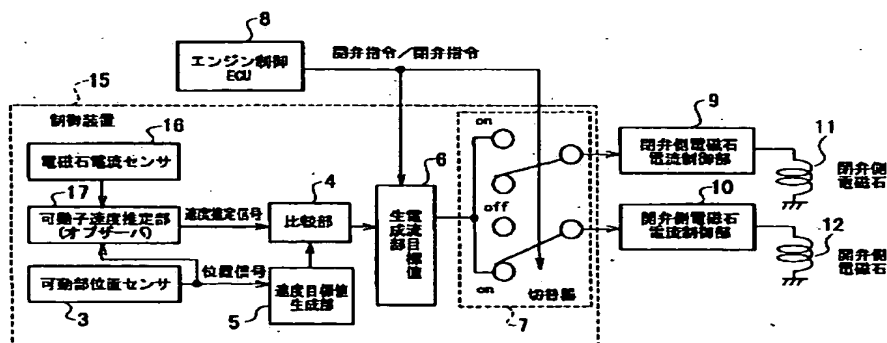 8
エンジン制御
ECU
開弁指令/閉弁指令
15
制御装置
16
電磁石電流センサ
17
可動子速度推定部
(オブザーバ)
速度推定信号
4
比較部
6
電流目標値
生成部
on
off
on
切替器
7
9
閉弁側電磁石
電流制御部
10
開弁側電磁石
電流制御部
11
閉弁側
電磁石
12
開弁側
電磁石
可動部位置センサ
3
位置信号
速度目標値
生成部
5